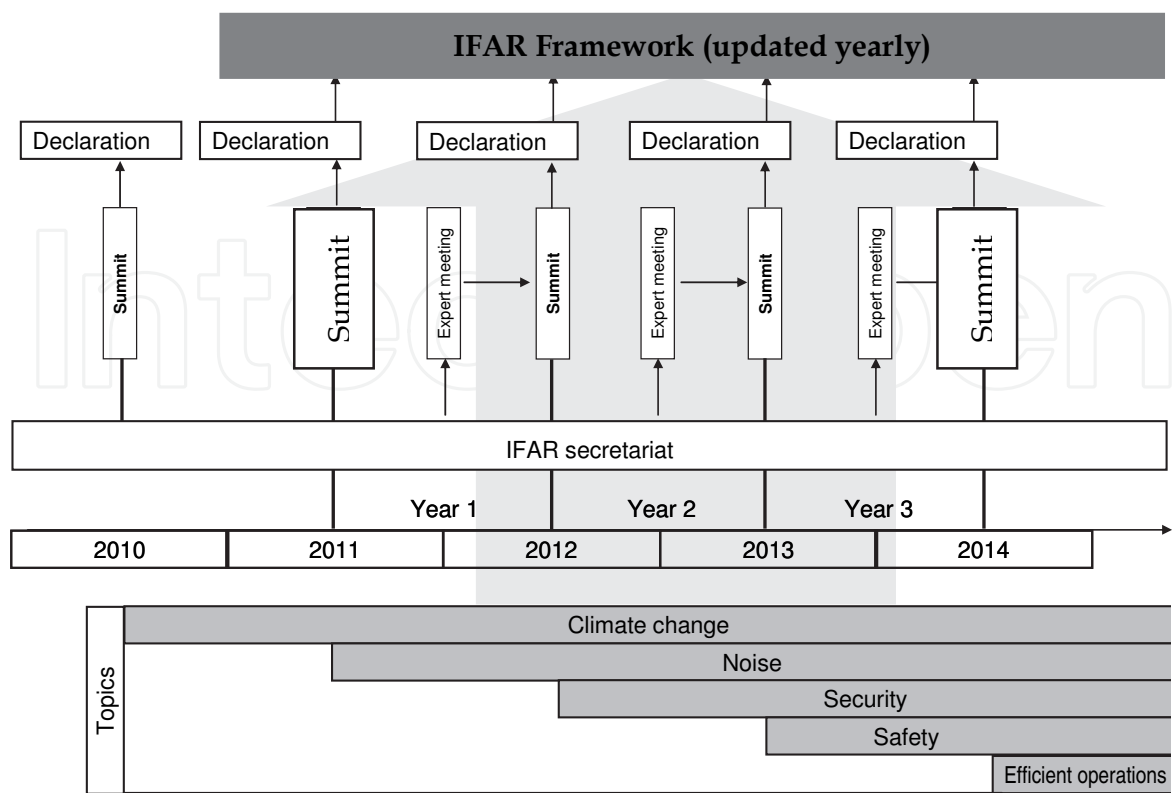 IFAR Framework (updated yearly)
Declaration
Declaration
Declaration
Declaration
Declaration
Summit
Summit
Expert meeting
Summit
Expert meeting
Summit
Expert meeting
Summit
IFAR secretariat
Year 1
Year 2
Year 3
2010
2011
2012
2013
2014
Topics
Climate change
Noise
Security
Safety
Efficient operations